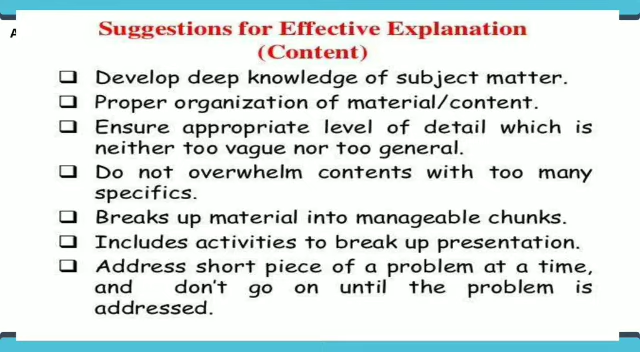 A
Suggestions for Effective Explanation
(Content)
❑ Develop deep knowledge of subject matter.
❑ Proper organization of material/content.
❑ Ensure appropriate level of detail which is
neither too vague nor too general.
❑ Do not overwhelm contents with too many
specifics.
❑ Breaks up material into manageable chunks.
❑ Includes activities to break up presentation.
❑ Address short piece of a problem at a time,
and don't go on until the problem is
addressed.